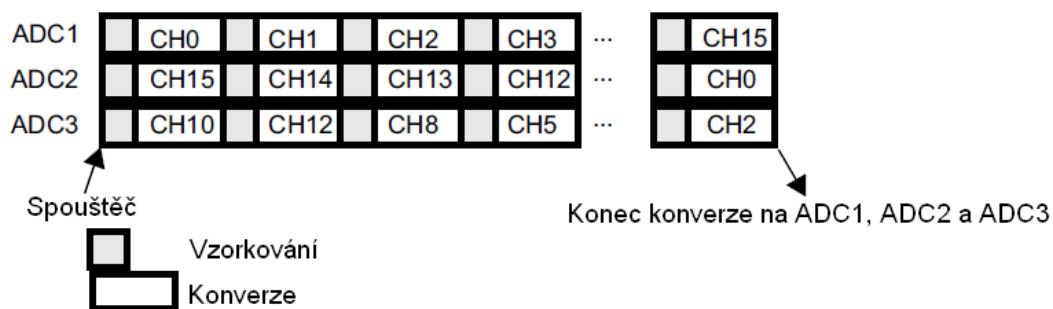 ADC1 CH0 CH1 CH2 CH3 ... CH15
ADC2 CH15 CH14 CH13 CH12 ... CH0
ADC3 CH10 CH12 CH8 CH5 ... CH2
Spouštěč
Konec konverze na ADC1, ADC2 a ADC3
Vzorkování
Konverze